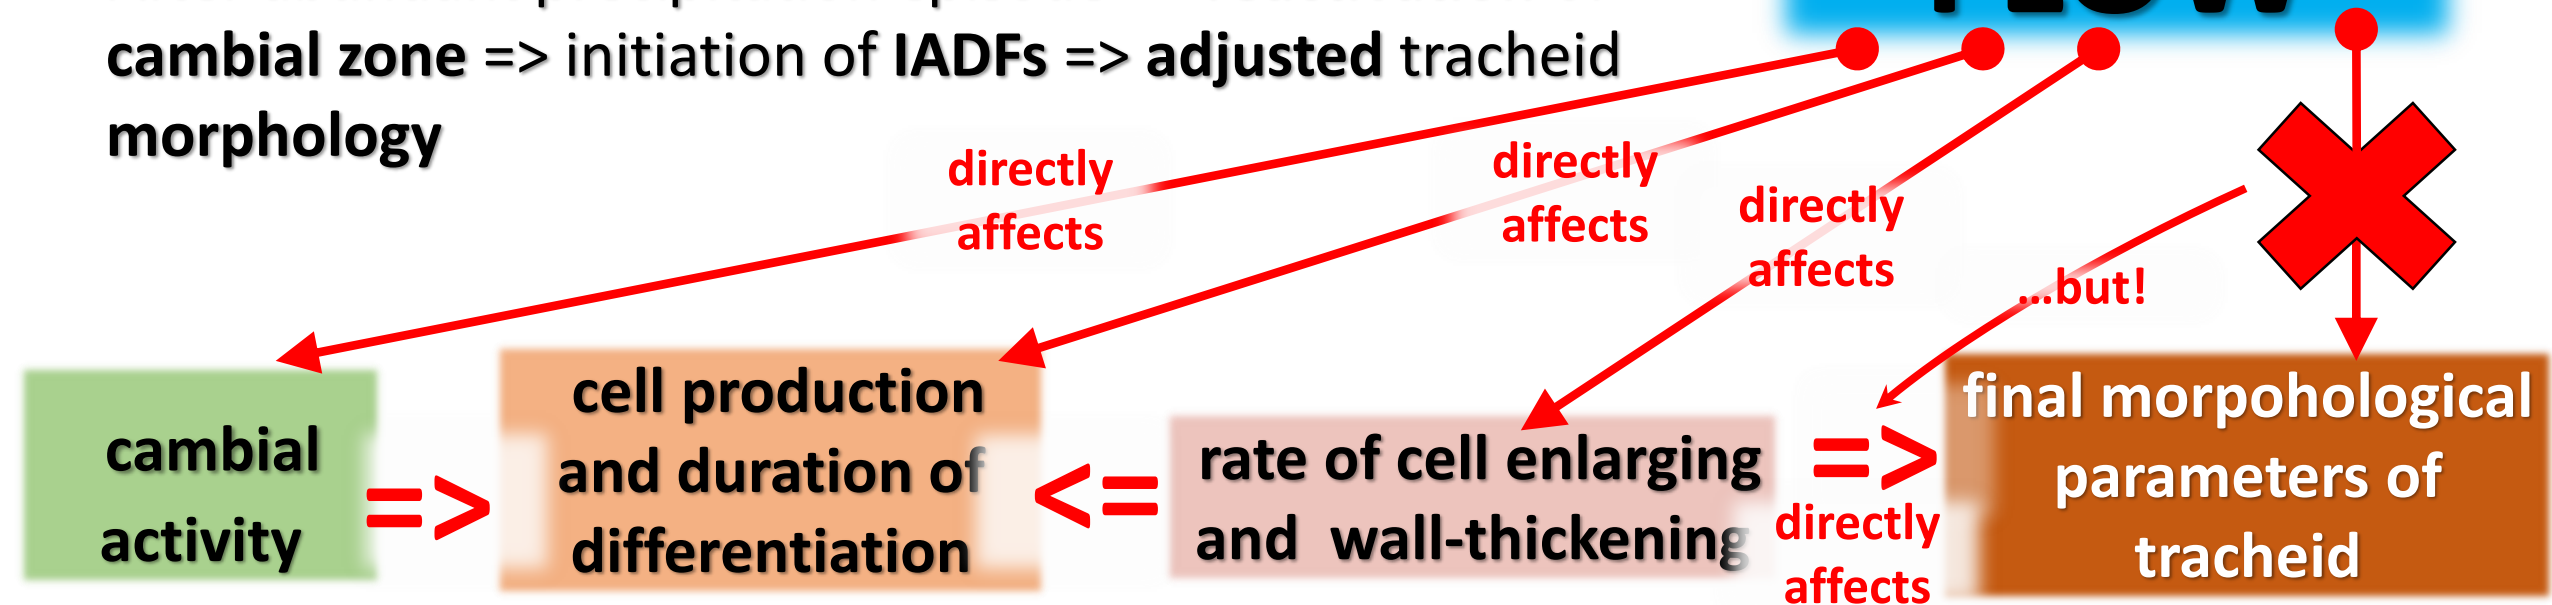 cambial zone => initiation of IADFs => adjusted tracheid
morphology
FLOW
directly
affects
directly
affects
directly
affects
...but!
cambial
activity
=>
cell production
and duration of
differentiation
<=
rate of cell enlarging
and wall-thickening
=>
directly
affects
final morpohological
parameters of
tracheid